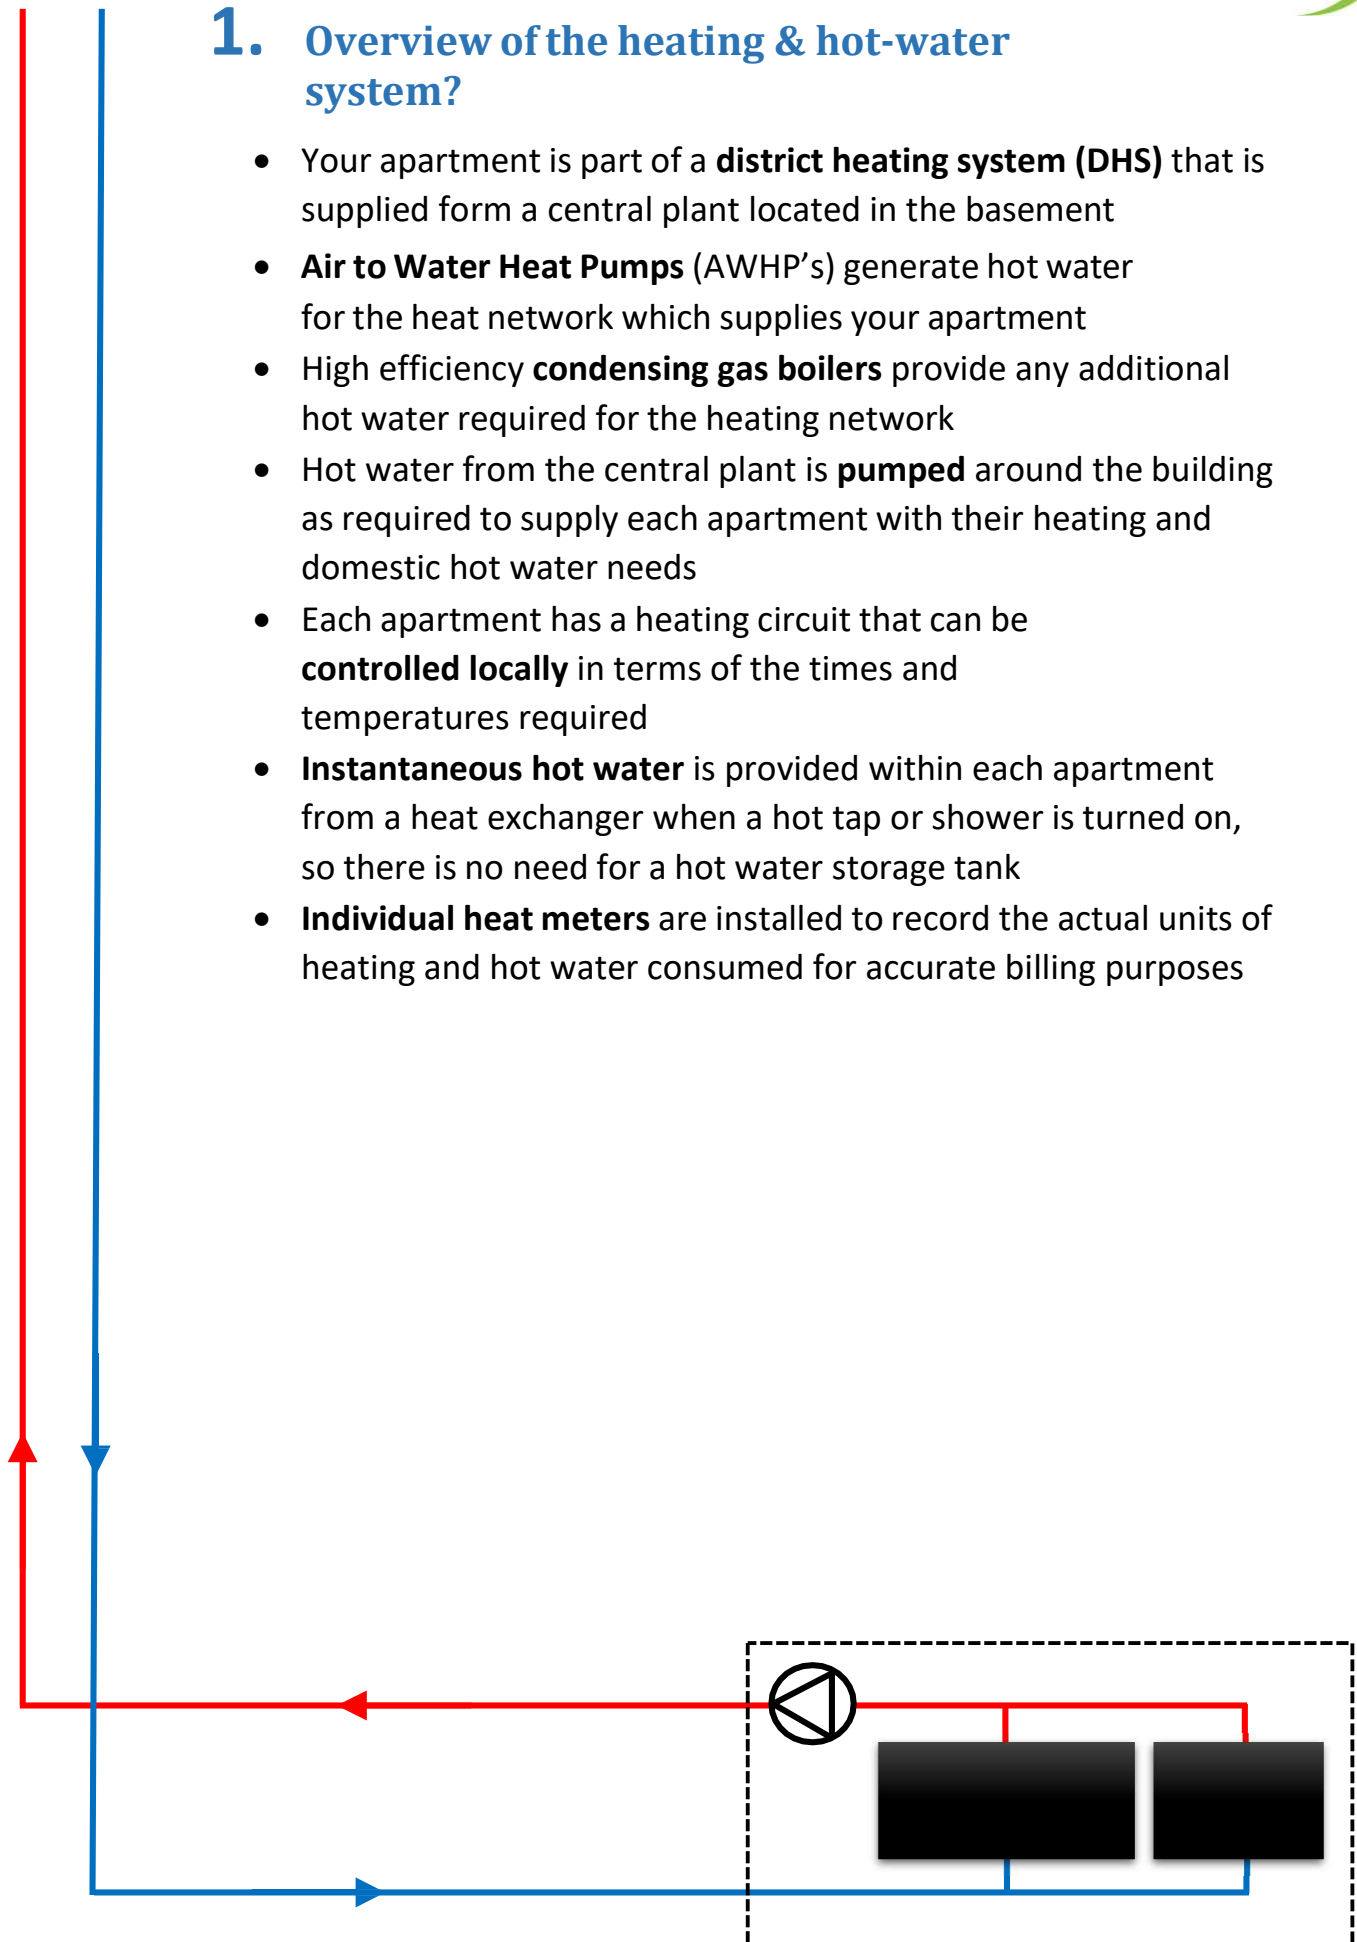 1. Overview of the heating & hot-water
system?
• Your apartment is part of a district heating system (DHS) that is
supplied form a central plant located in the basement
• Air to Water Heat Pumps (AWHP’s) generate hot water
for the heat network which supplies your apartment
• High efficiency condensing gas boilers provide any additional
hot water required for the heating network
• Hot water from the central plant is pumped around the building
as required to supply each apartment with their heating and
domestic hot water needs
• Each apartment has a heating circuit that can be
controlled locally in terms of the times and
temperatures required
• Instantaneous hot water is provided within each apartment
from a heat exchanger when a hot tap or shower is turned on,
so there is no need for a hot water storage tank
• Individual heat meters are installed to record the actual units of
heating and hot water consumed for accurate billing purposes